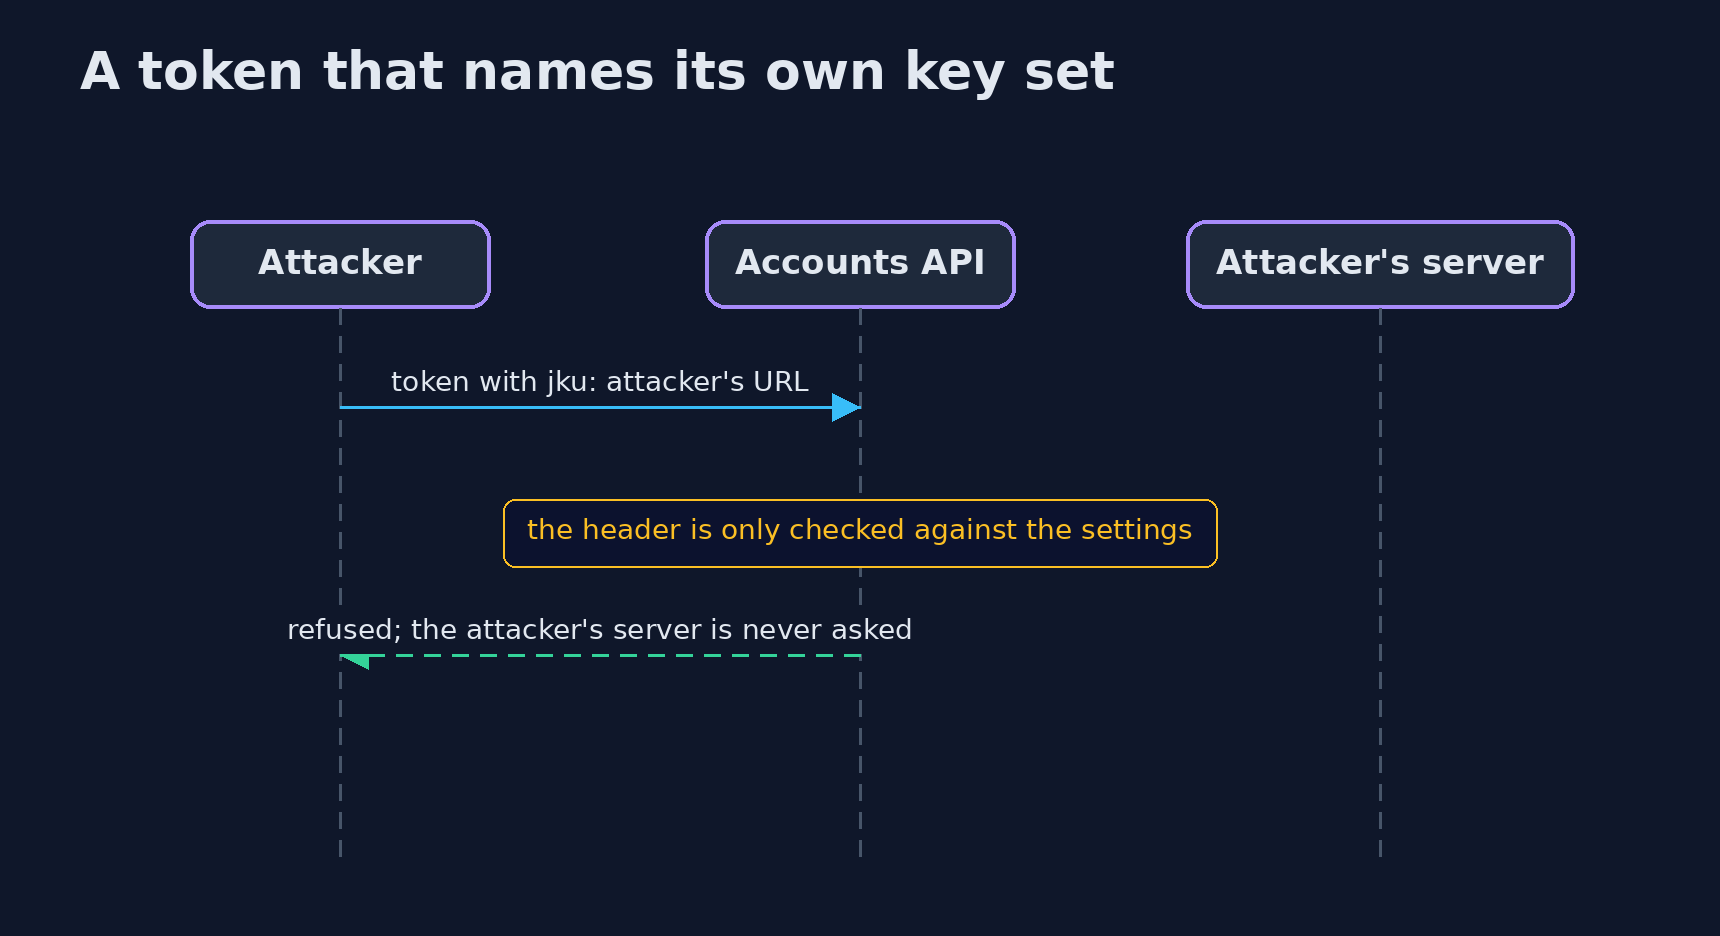 A token that names its own key set
Attacker
Accounts API
Attacker's server
token with jku: attacker's URL
the header is only checked against the settings
refused; the attacker's server is never asked